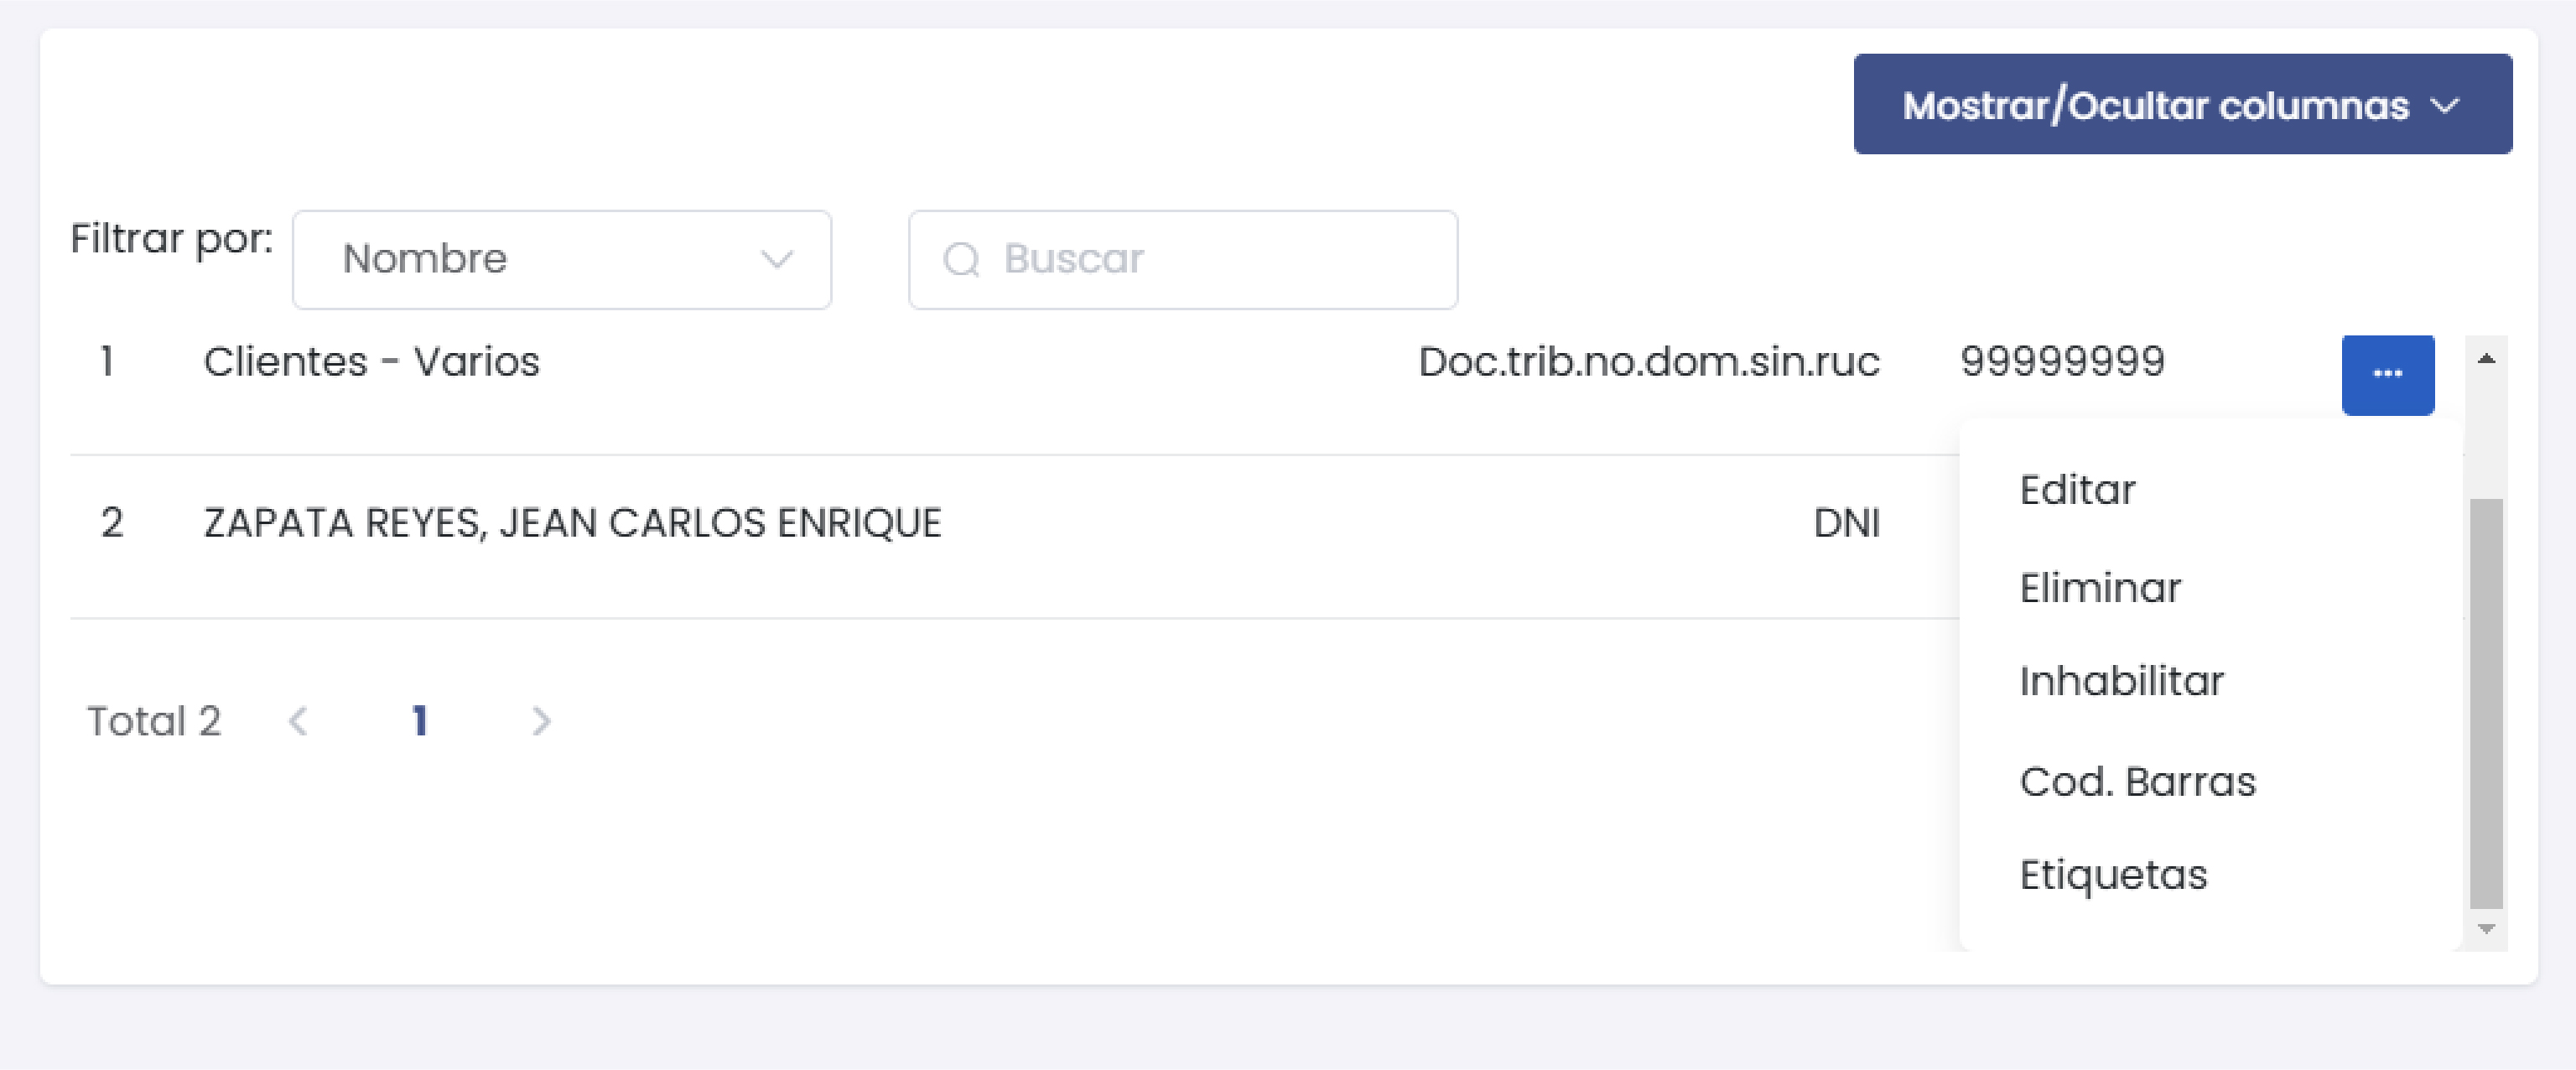 Mostrar/Ocultar columnas
Filtrar por: Nombre Buscar
1 Clientes - Varios Doc.trib.no.dom.sin.ruc 99999999 ...
Editar
2 ZAPATA REYES, JEAN CARLOS ENRIQUE DNI
Eliminar
Inhabilitar
Total 2 < 1 >
Cod. Barras
Etiquetas